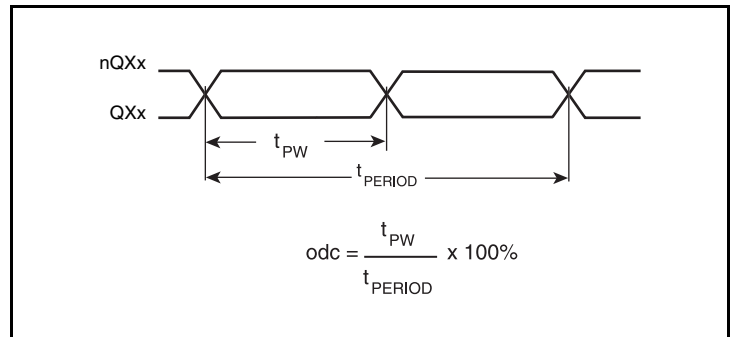 nQXx
QXx
tPW
tPERIOD
odc = tPW / tPERIOD x 100%